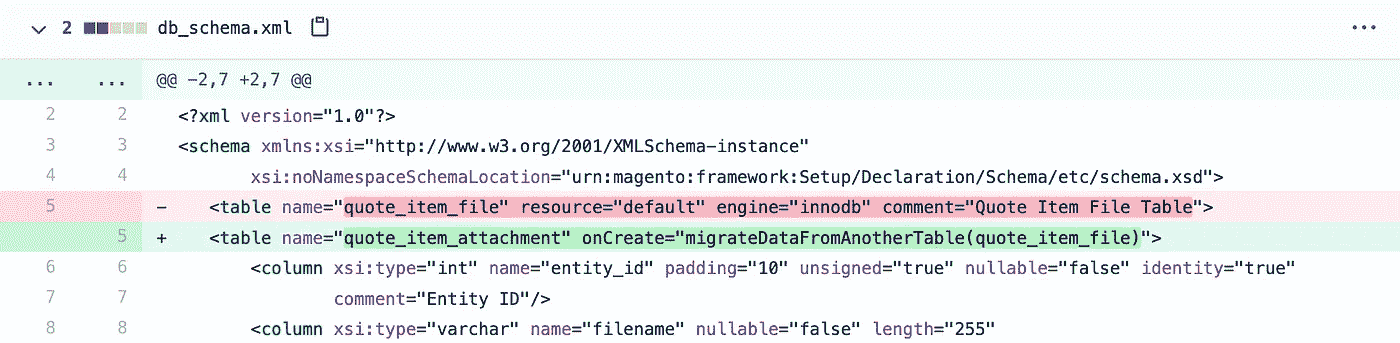 2 db_schema.xml ...
... ... @@ -2,7 +2,7 @@
2 2 <?xml version="1.0"?>
3 3 <schema xmlns:xsi="http://www.w3.org/2001/XMLSchema-instance"
4 4 xsi:noNamespaceSchemaLocation="urn:magento:framework:Setup/Declaration/Schema/etc/schema.xsd">
5 - <table name="quote_item_file" resource="default" engine="innodb" comment="Quote Item File Table">
5 + <table name="quote_item_attachment" onCreate="migrateDataFromAnotherTable(quote_item_file)">
6 6 <column xsi:type="int" name="entity_id" padding="10" unsigned="true" nullable="false" identity="true"
7 7 comment="Entity ID"/>
8 8 <column xsi:type="varchar" name="filename" nullable="false" length="255"